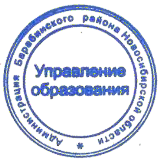 Администрация Барабинского района Новосибирской области
Управление
образования